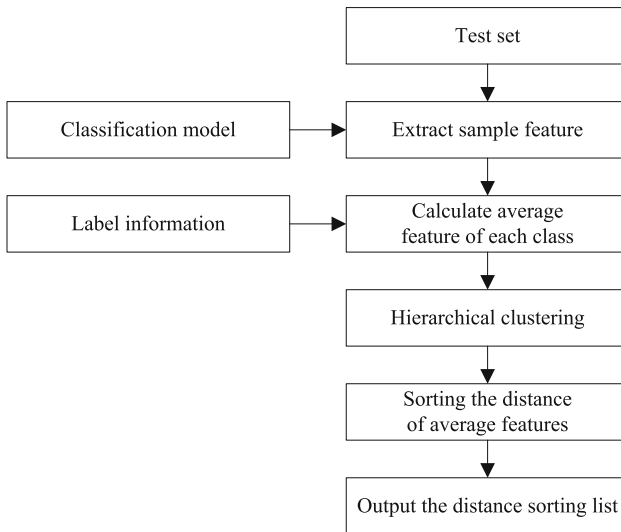 Test set
Classification model
Extract sample feature
Label information
Calculate average
feature of each class
Hierarchical clustering
Sorting the distance
of average features
Output the distance sorting list